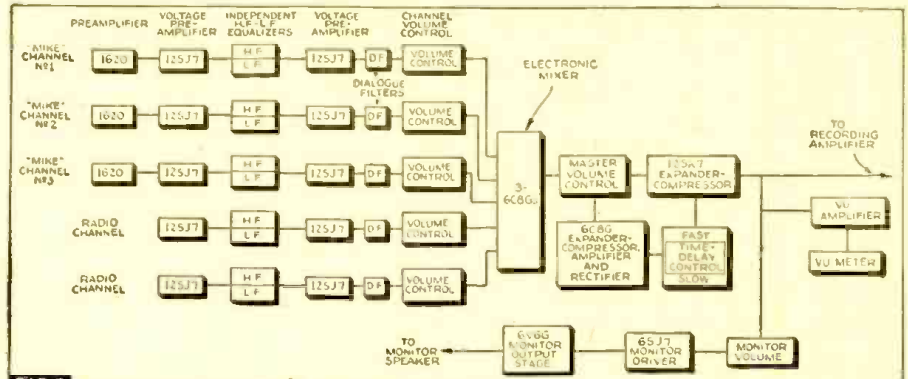 PREAMPLIFIER
VOLTAGE
PRE-
AMPLIFIER
INDEPENDENT
H.F.-L.F.
EQUALIZERS
VOLTAGE
PRE-
AMPLIFIER
CHANNEL
VOLUME
CONTROL
"MIKE"
CHANNEL
Nº1
1620
12SJ7
H.F.
L.F.
12SJ7
DF
VOLUME
CONTROL
ELECTRONIC
MIXER
DIALOGUE
FILTERS
"MIKE"
CHANNEL
Nº2
1620
12SJ7
H.F.
L.F.
12SJ7
DF
VOLUME
CONTROL
TO
RECORDING
AMPLIFIER
"MIKE"
CHANNEL
Nº3
1620
12SJ7
H.F.
L.F.
12SJ7
DF
VOLUME
CONTROL
3-
6C8Gs
MASTER
VOLUME
CONTROL
12SK7
EXPANDER-
COMPRESSOR
VU
AMPLIFIER
RADIO
CHANNEL
12SJ7
H.F.
L.F.
12SJ7
DF
VOLUME
CONTROL
6C8G
EXPANDER-
COMPRESSOR,
AMPLIFIER
AND
RECTIFIER
FAST
TIME-
DELAY
CONTROL
SLOW
VU METER
RADIO
CHANNEL
12SJ7
H.F.
L.F.
12SJ7
DF
VOLUME
CONTROL
TO
MONITOR
SPEAKER
6V6G
MONITOR
OUTPUT
STAGE
6SJ7
MONITOR
DRIVER
MONITOR
VOLUME